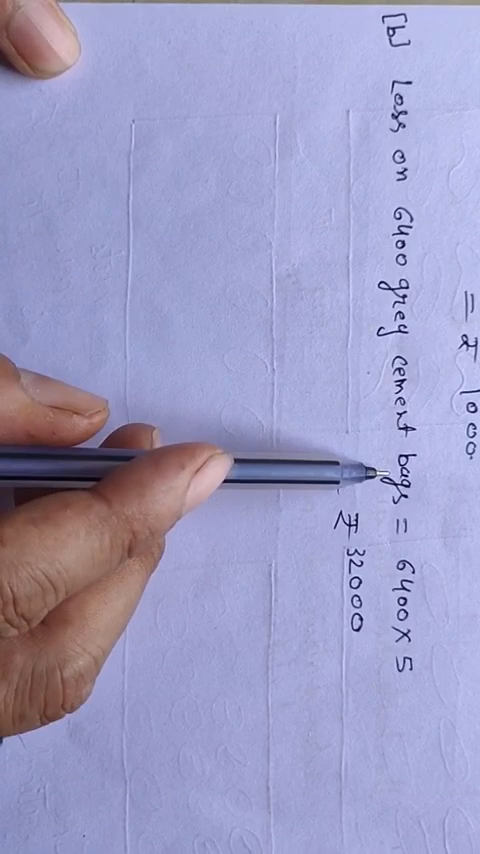 = ₹ 1000
[b] Loss on 6400 grey cement bags = 6400 x 5
₹ 32000